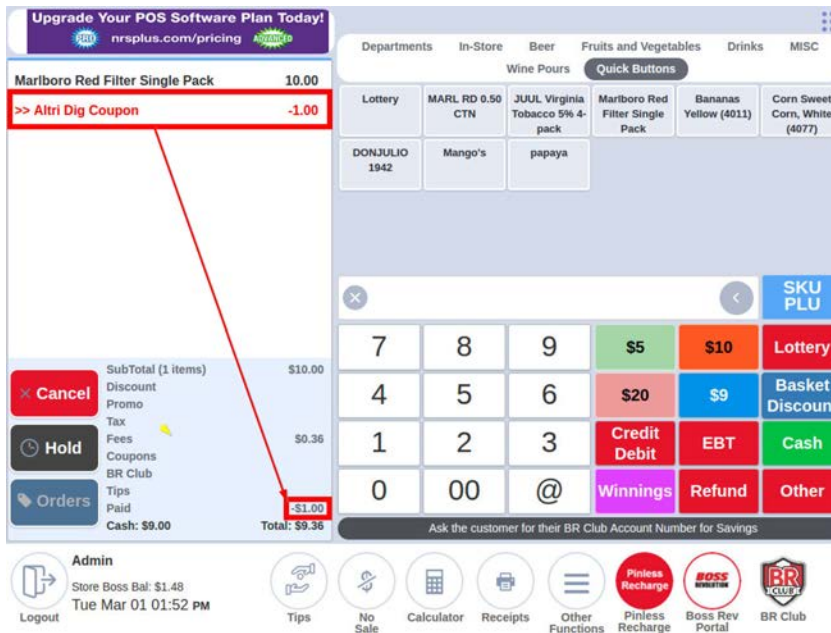 Upgrade Your POS Software Plan Today!
PRO nrsplus.com/pricing ADVANCED
Marlboro Red Filter Single Pack 10.00
>> Altri Dig Coupon -1.00
SubTotal (1 items) $10.00
Discount
Promo
Tax
Fees $0.36
Coupons
BR Club
Tips
Paid -$1.00
Cash: $9.00 Total: $9.36
× Cancel
Hold
Orders
Departments In-Store Beer Fruits and Vegetables Drinks MISC
Wine Pours Quick Buttons
Lottery
MARL RD 0.50
CTN
JUUL Virginia
Tobacco 5% 4-
pack
Marlboro Red
Filter Single
Pack
Bananas
Yellow (4011)
Corn Sweet
Corn, White
(4077)
DONJULIO
1942
Mango's
papaya
SKU
PLU
7 8 9 $5 $10 Lottery
4 5 6 $20 $9
Basket
Discoun
1 2 3
Credit
Debit
EBT Cash
0 00 @ Winnings Refund Other
Ask the customer for their BR Club Account Number for Savings
Logout
Admin
Store Boss Bal: $1.48
Tue Mar 01 01:52 PM
Tips
No
Sale
Calculator
Receipts
Other
Functions
Pinless
Recharge
Pinless
Recharge
BOSS
REVOLUTION
Boss Rev
Portal
BR
CLUB
BR Club